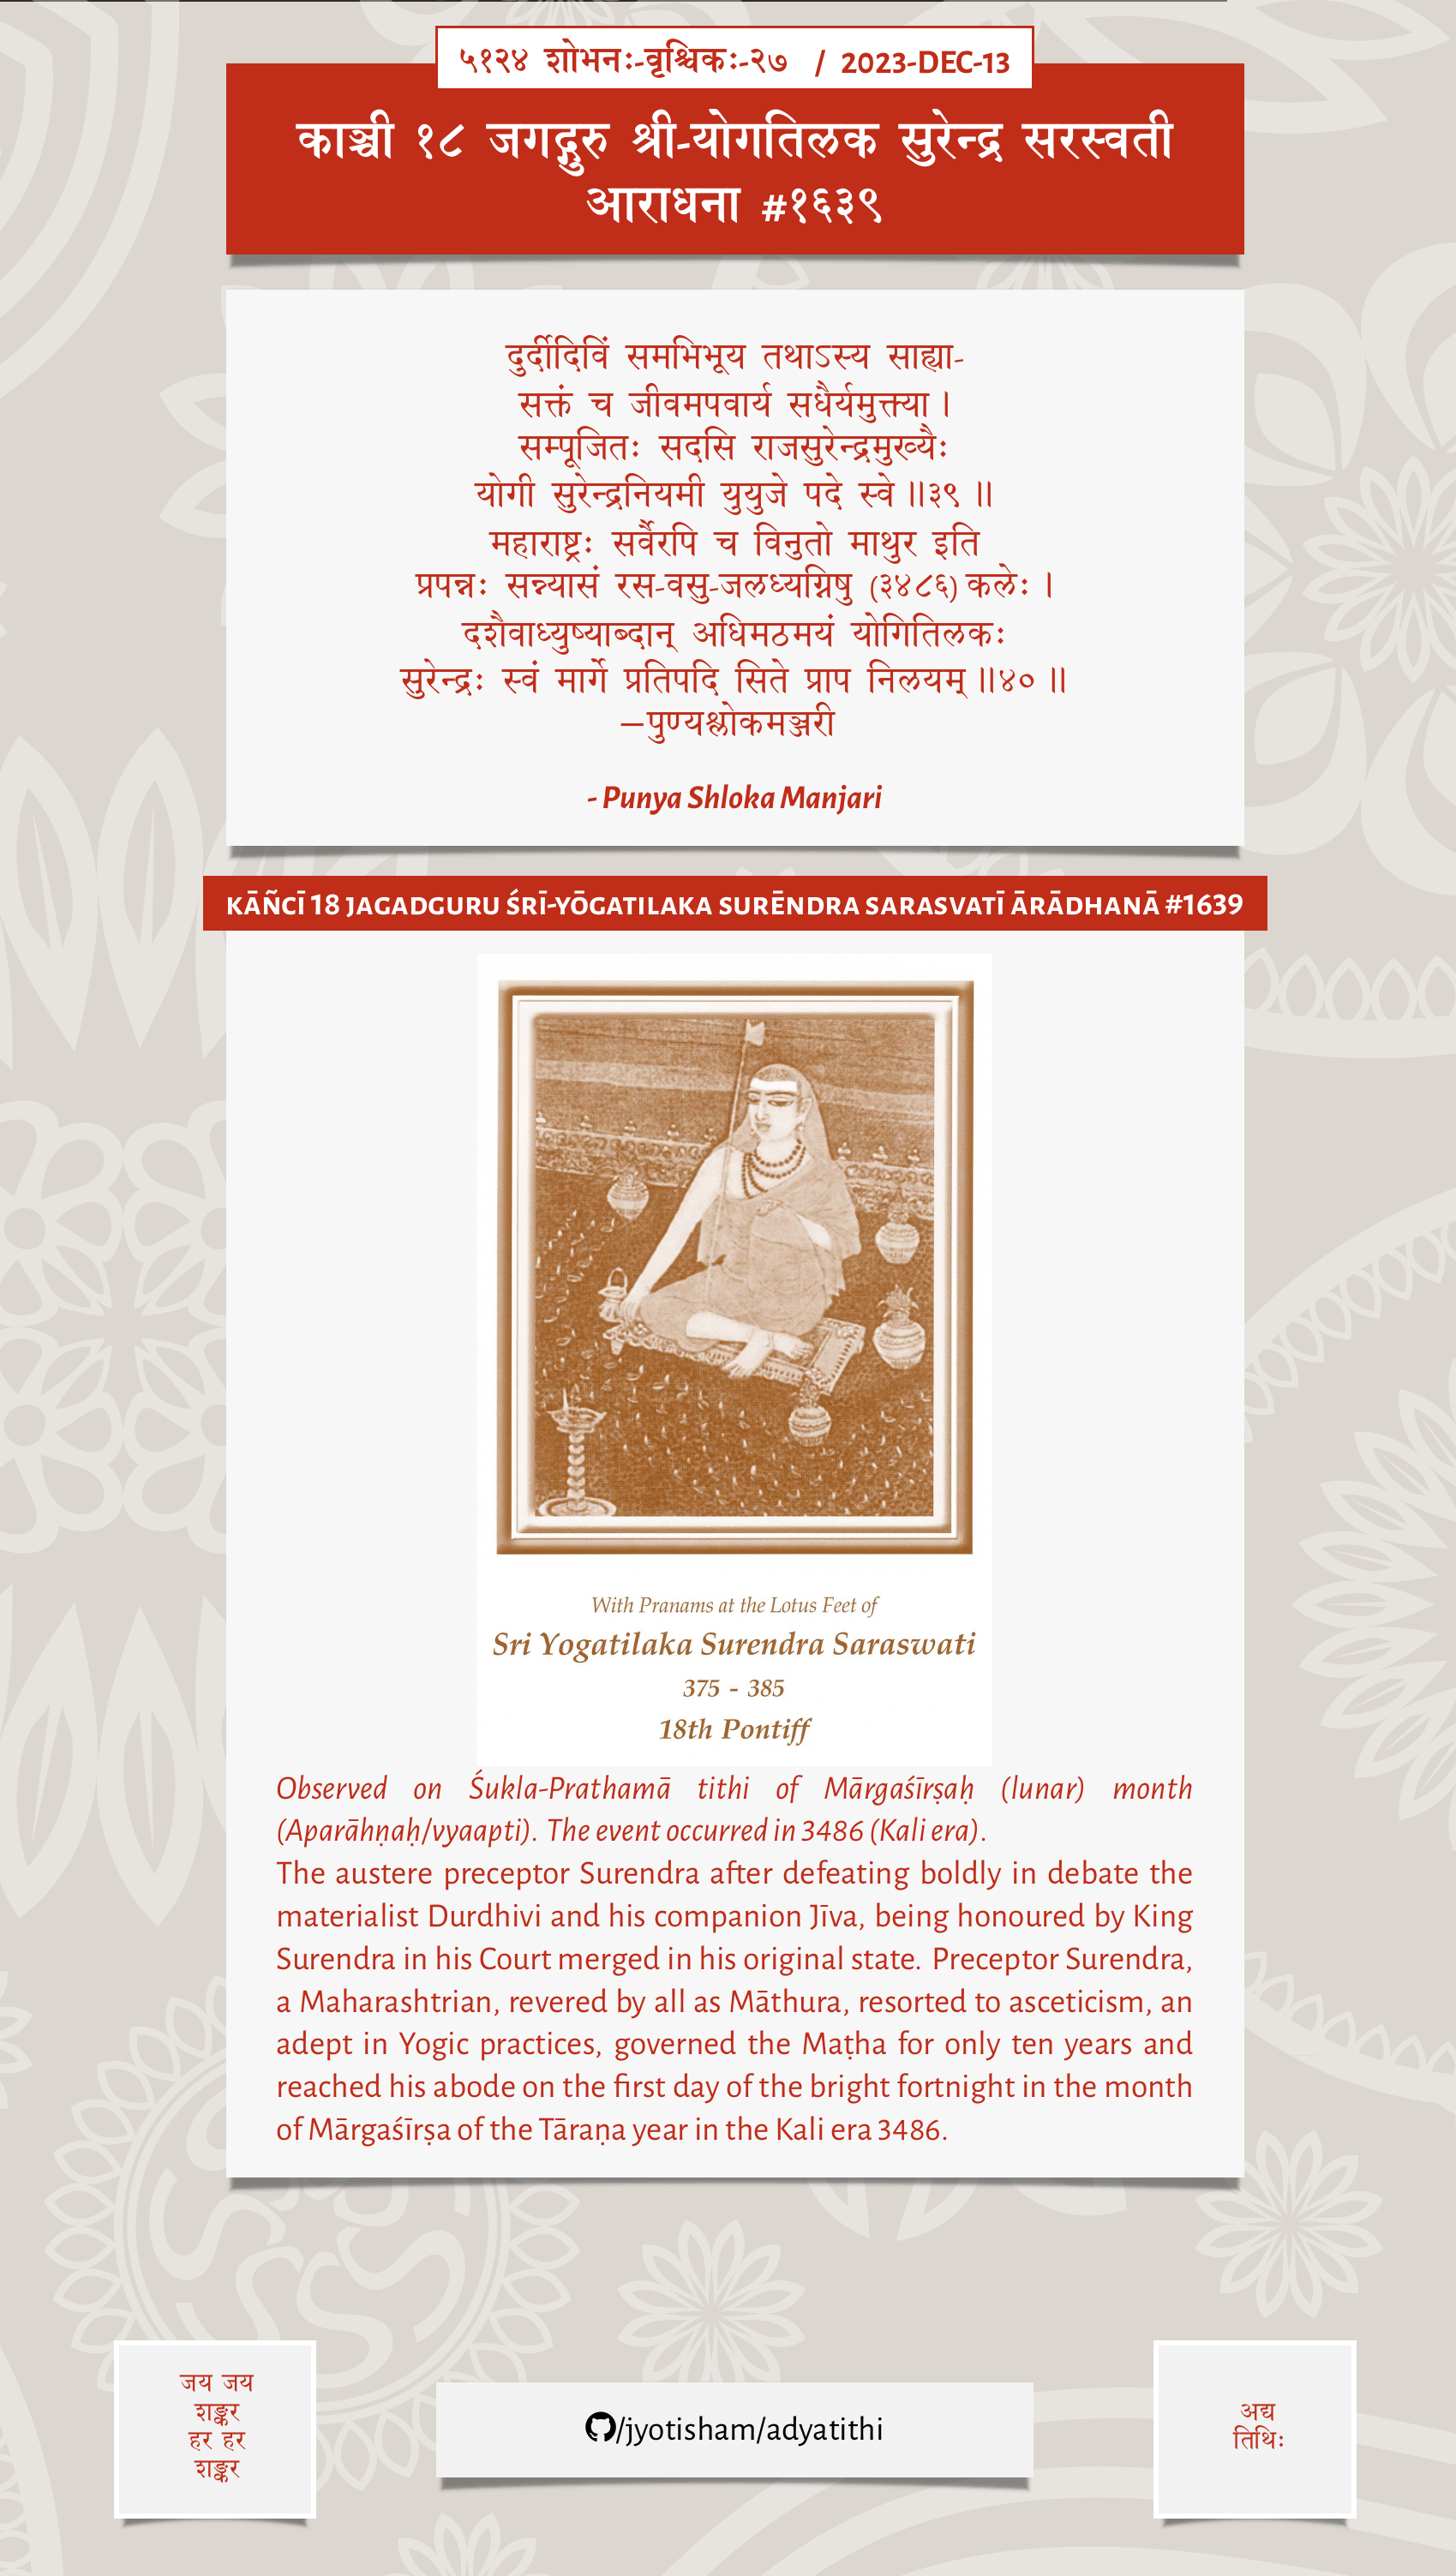 ५१२४ शोभनः-वृश्चिकः-२७ / 2023-DEC-13
काञ्ची १८ जगद्गुरु श्री-योगतिलक सुरेन्द्र सरस्वती
आराधना #१६३९
दुर्दीदिविं समभिभूय तथाऽस्य साह्या-
सक्तं च जीवमपवार्य सधैर्यमुक्त्या ।
सम्पूजितः सदसि राजसुरेन्द्रमुख्यैः
योगी सुरेन्द्रनियमी युयुजे पदे स्वे ॥३९ ॥
महाराष्ट्रः सर्वैरपि च विनुतो माथुर इति
प्रपन्नः सन्न्यासं रस-वसु-जलध्यग्निषु (३४८६) कलेः ।
दशैवाध्युष्याब्दान् अधिमठमयं योगितिलकः
सुरेन्द्रः स्वं मार्गे प्रतिपदि सिते प्राप निलयम् ॥४० ॥
—पुण्यश्लोकमञ्जरी
- Punya Shloka Manjari
KĀÑCĪ 18 JAGADGURU ŚRĪ-YŌGATILAKA SURĒNDRA SARASVATĪ ĀRĀDHANĀ #1639
With Pranams at the Lotus Feet of
Sri Yogatilaka Surendra Saraswati
375 - 385
18th Pontiff
Observed on Śukla-Prathamā tithi of Mārgaśīrṣaḥ (lunar) month
(Aparāhṇaḥ/vyaapti). The event occurred in 3486 (Kali era).
The austere preceptor Surendra after defeating boldly in debate the
materialist Durdhivi and his companion Jīva, being honoured by King
Surendra in his Court merged in his original state. Preceptor Surendra,
a Maharashtrian, revered by all as Māthura, resorted to asceticism, an
adept in Yogic practices, governed the Maṭha for only ten years and
reached his abode on the first day of the bright fortnight in the month
of Mārgaśīrṣa of the Tāraṇa year in the Kali era 3486.
जय जय
शङ्कर
हर हर
शङ्कर
/jyotisham/adyatithi
अद्य
तिथिः